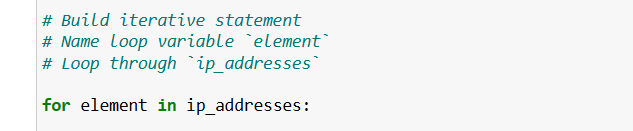 # Build iterative statement
# Name loop variable `element`
# Loop through `ip_addresses`
for element in ip_addresses: